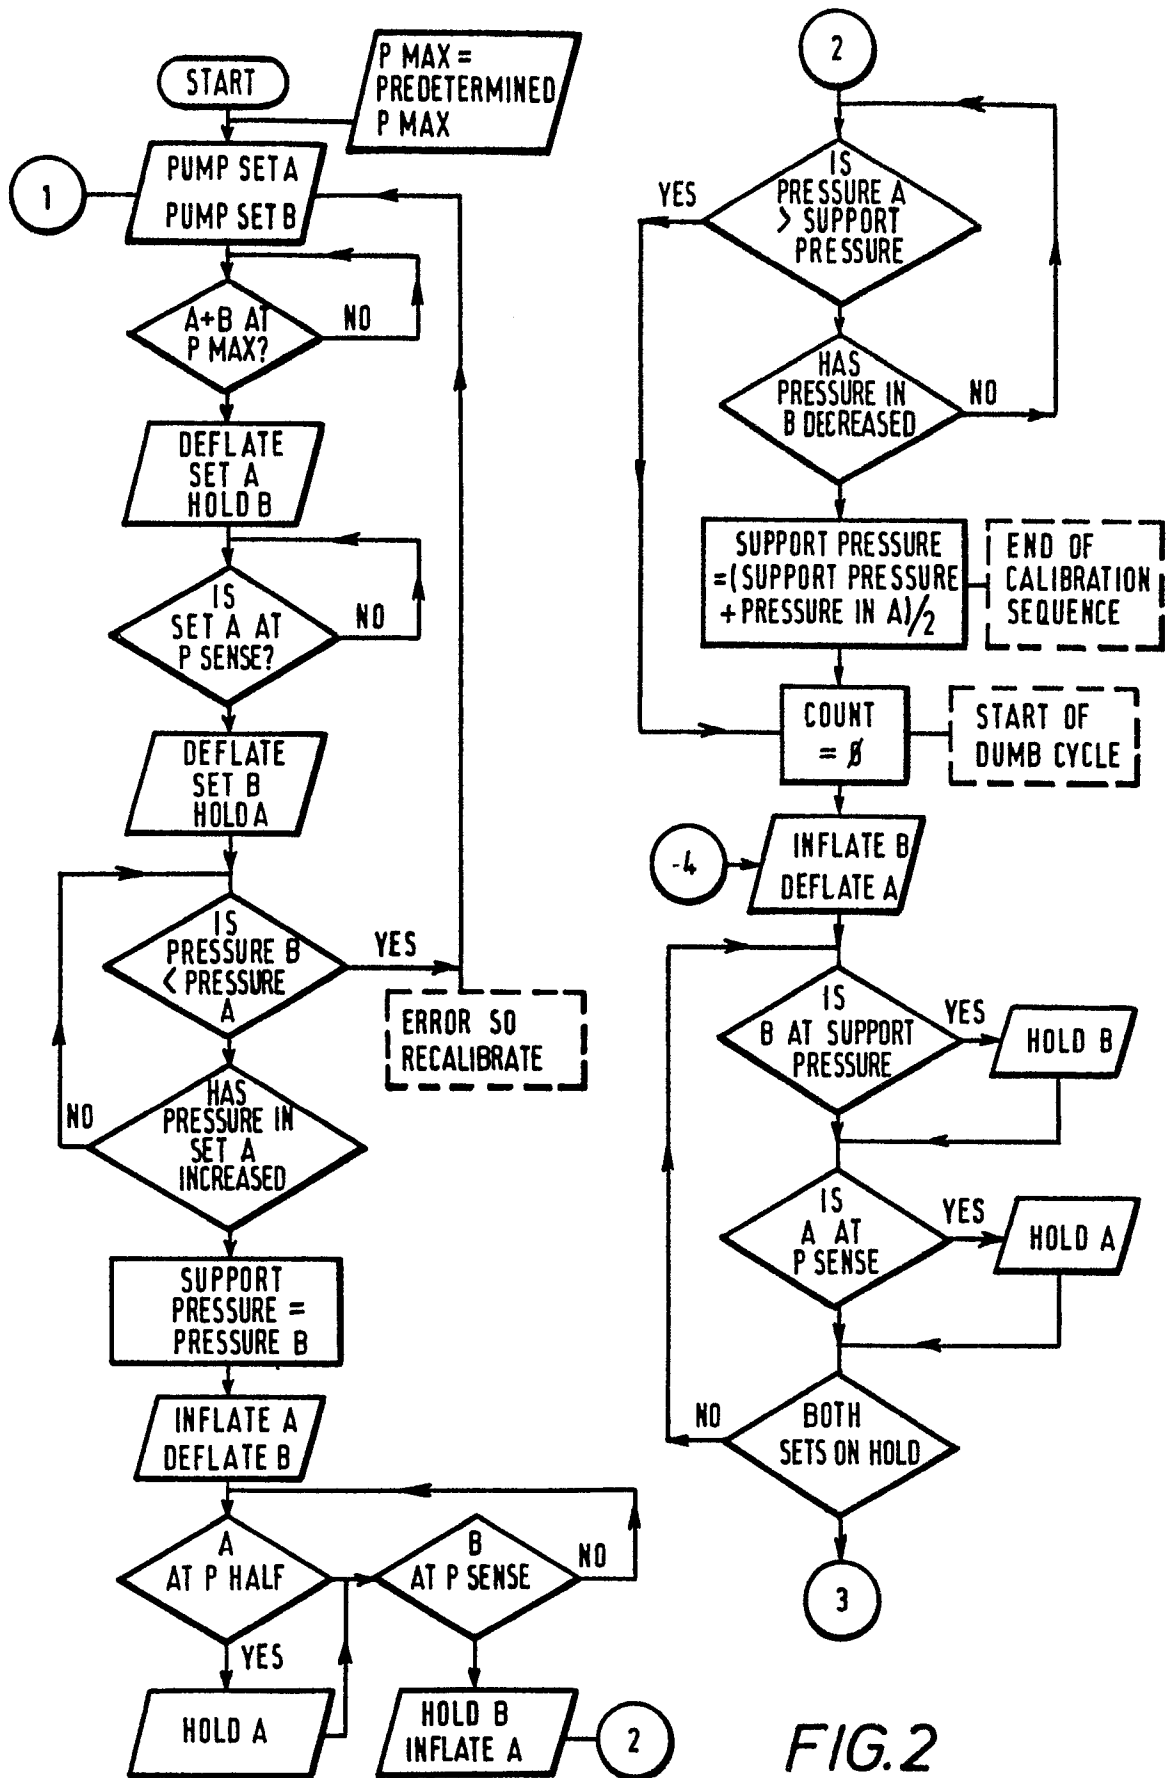 START
P MAX =
PREDETERMINED
P MAX
1
PUMP SET A
PUMP SET B
A+B AT
P MAX?
NO
DEFLATE
SET A
HOLD B
IS
SET A AT
P SENSE?
NO
DEFLATE
SET B
HOLD A
IS
PRESSURE B
< PRESSURE
A
YES
ERROR SO
RECALIBRATE
HAS
PRESSURE IN
SET A
INCREASED
NO
SUPPORT
PRESSURE =
PRESSURE B
INFLATE A
DEFLATE B
A
AT P HALF
YES
HOLD A
B
AT P SENSE
NO
HOLD B
INFLATE A
2
2
IS
PRESSURE A
> SUPPORT
PRESSURE
YES
HAS
PRESSURE IN
B DECREASED
NO
SUPPORT PRESSURE
=(SUPPORT PRESSURE
+ PRESSURE IN A)/2
END OF
CALIBRATION
SEQUENCE
COUNT
= ø
START OF
DUMB CYCLE
-4
INFLATE B
DEFLATE A
IS
B AT SUPPORT
PRESSURE
YES
HOLD B
IS
A AT
P SENSE
YES
HOLD A
BOTH
SETS ON HOLD
NO
3
FIG.2